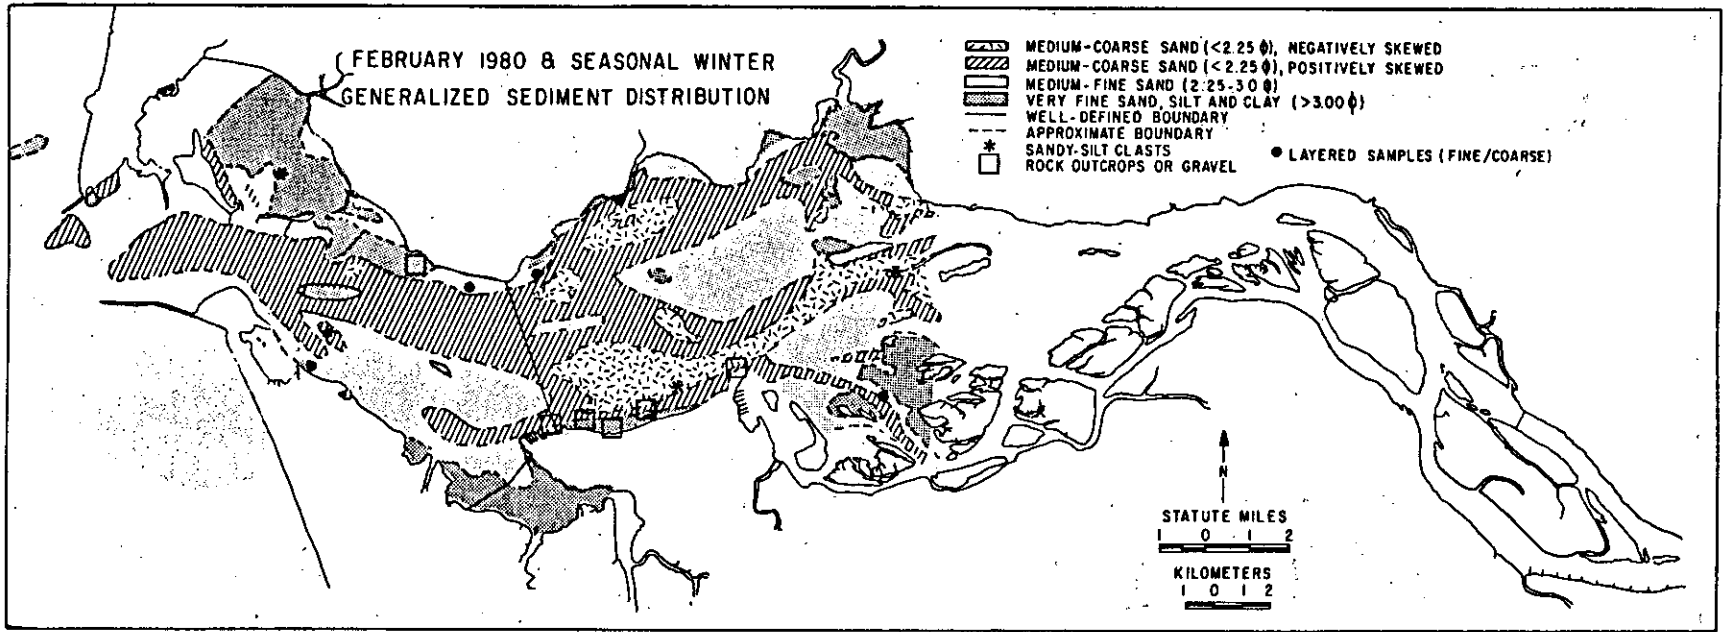 FEBRUARY 1980 & SEASONAL WINTER
GENERALIZED SEDIMENT DISTRIBUTION
MEDIUM-COARSE SAND (<2.25 ϕ), NEGATIVELY SKEWED
MEDIUM-COARSE SAND (<2.25 ϕ), POSITIVELY SKEWED
MEDIUM-FINE SAND (2.25-3.0 ϕ)
VERY FINE SAND, SILT AND CLAY (>3.00 ϕ)
WELL-DEFINED BOUNDARY
APPROXIMATE BOUNDARY
SANDY-SILT CLASTS
ROCK OUTCROPS OR GRAVEL
LAYERED SAMPLES (FINE/COARSE)
N
STATUTE MILES
1 0 1 2
KILOMETERS
1 0 1 2